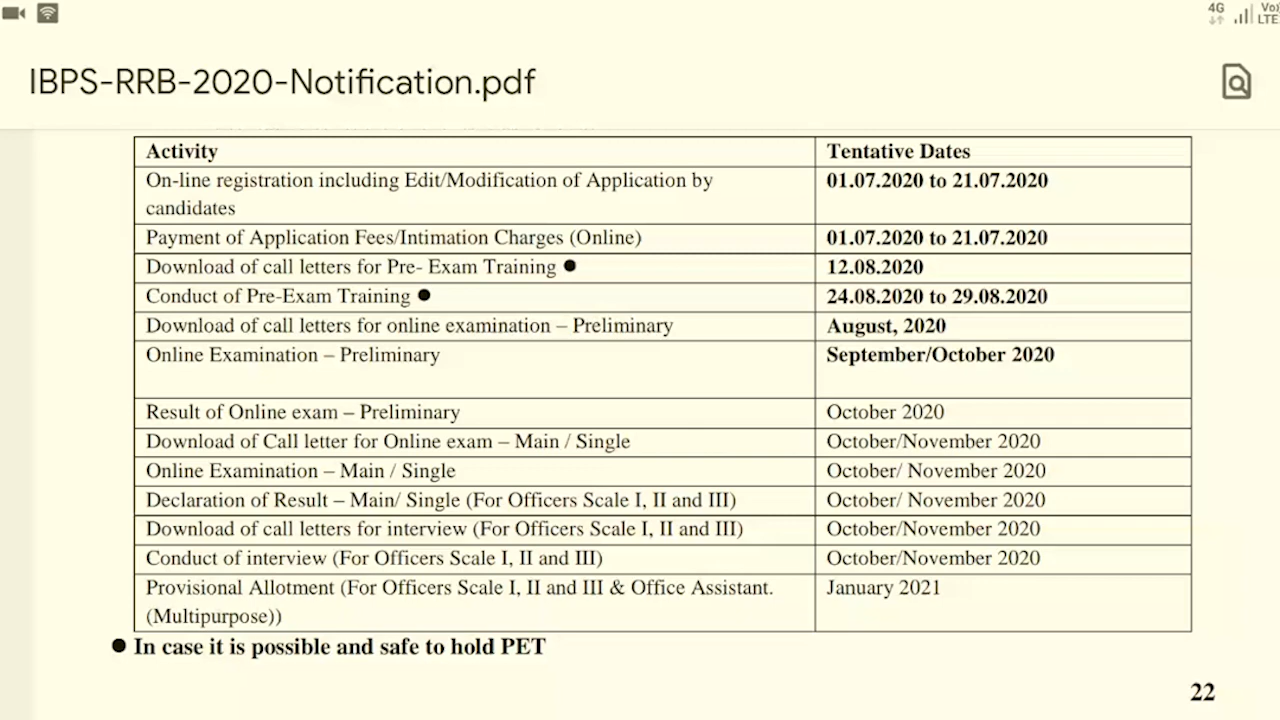 4G
VoLTE
IBPS-RRB-2020-Notification.pdf
Activity Tentative Dates
On-line registration including Edit/Modification of Application by 01.07.2020 to 21.07.2020
candidates
Payment of Application Fees/Intimation Charges (Online) 01.07.2020 to 21.07.2020
Download of call letters for Pre- Exam Training ● 12.08.2020
Conduct of Pre-Exam Training ● 24.08.2020 to 29.08.2020
Download of call letters for online examination – Preliminary August, 2020
Online Examination – Preliminary September/October 2020
Result of Online exam – Preliminary October 2020
Download of Call letter for Online exam – Main / Single October/November 2020
Online Examination – Main / Single October/ November 2020
Declaration of Result – Main/ Single (For Officers Scale I, II and III) October/ November 2020
Download of call letters for interview (For Officers Scale I, II and III) October/November 2020
Conduct of interview (For Officers Scale I, II and III) October/November 2020
Provisional Allotment (For Officers Scale I, II and III & Office Assistant. January 2021
(Multipurpose))
● In case it is possible and safe to hold PET
22